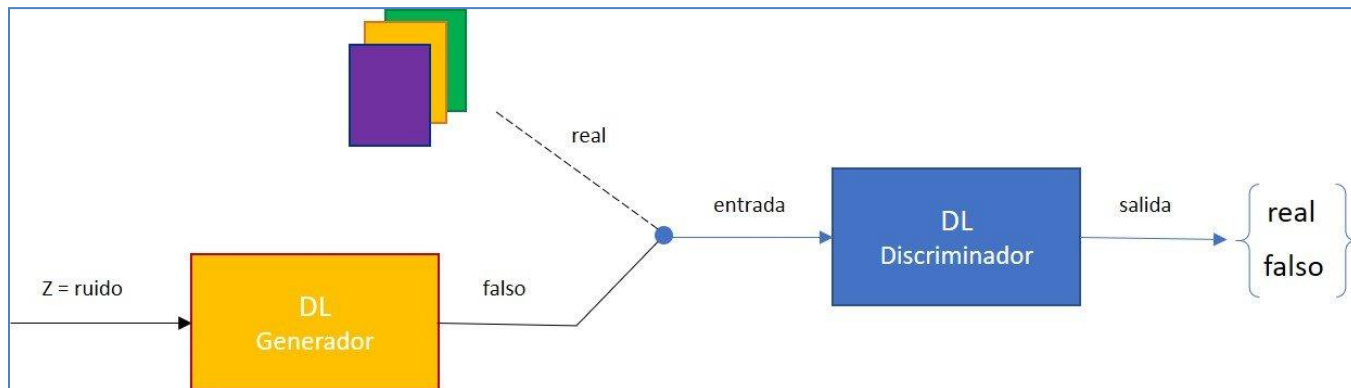 real
entrada
DL
Discriminador
salida
real
falso
Z = ruido
DL
Generador
falso